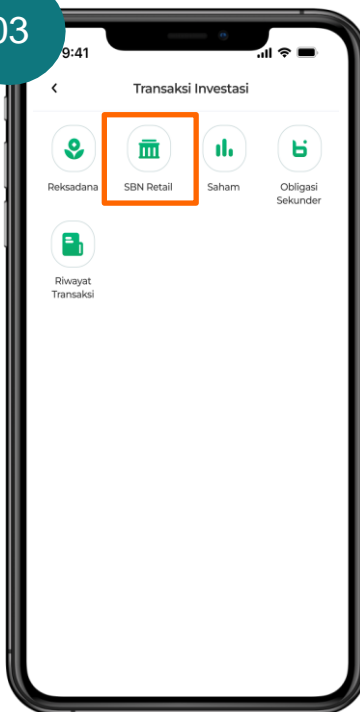 03
9:41
Transaksi Investasi
Reksadana
SBN Retail
Saham
Obligasi
Sekunder
Riwayat
Transaksi